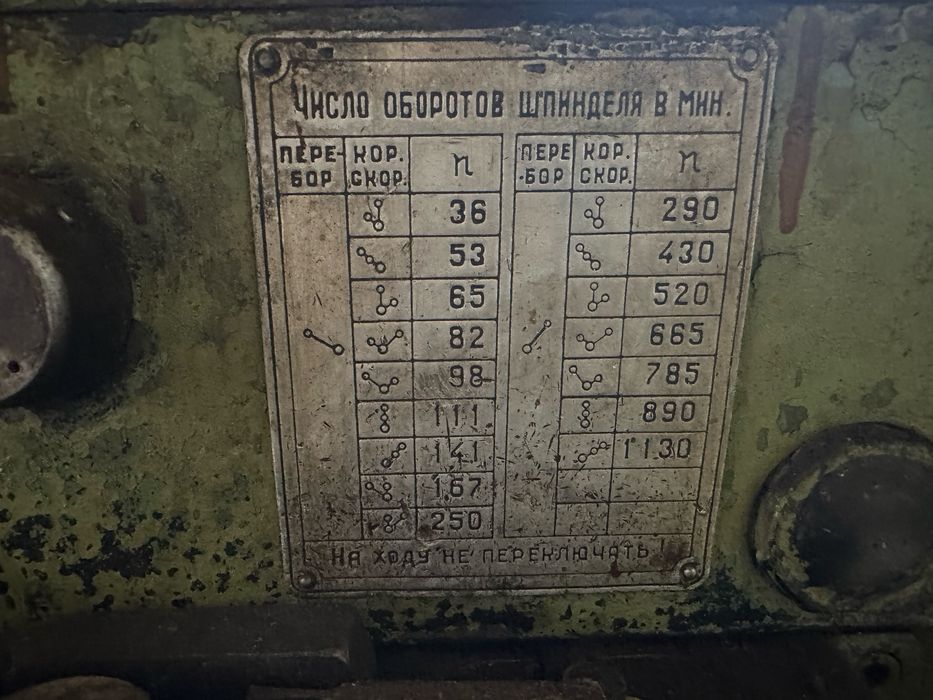 ЧИСЛО ОБОРОТОВ ШПИНДЕЛЯ В МИН.
ПЕРЕ- КОР. n ПЕРЕ КОР. n
БОР СКОР. -БОР СКОР.
36 290
53 430
65 520
82 665
98 785
111 890
141 1130
167
250
НА ХОДУ НЕ ПЕРЕКЛЮЧАТЬ!